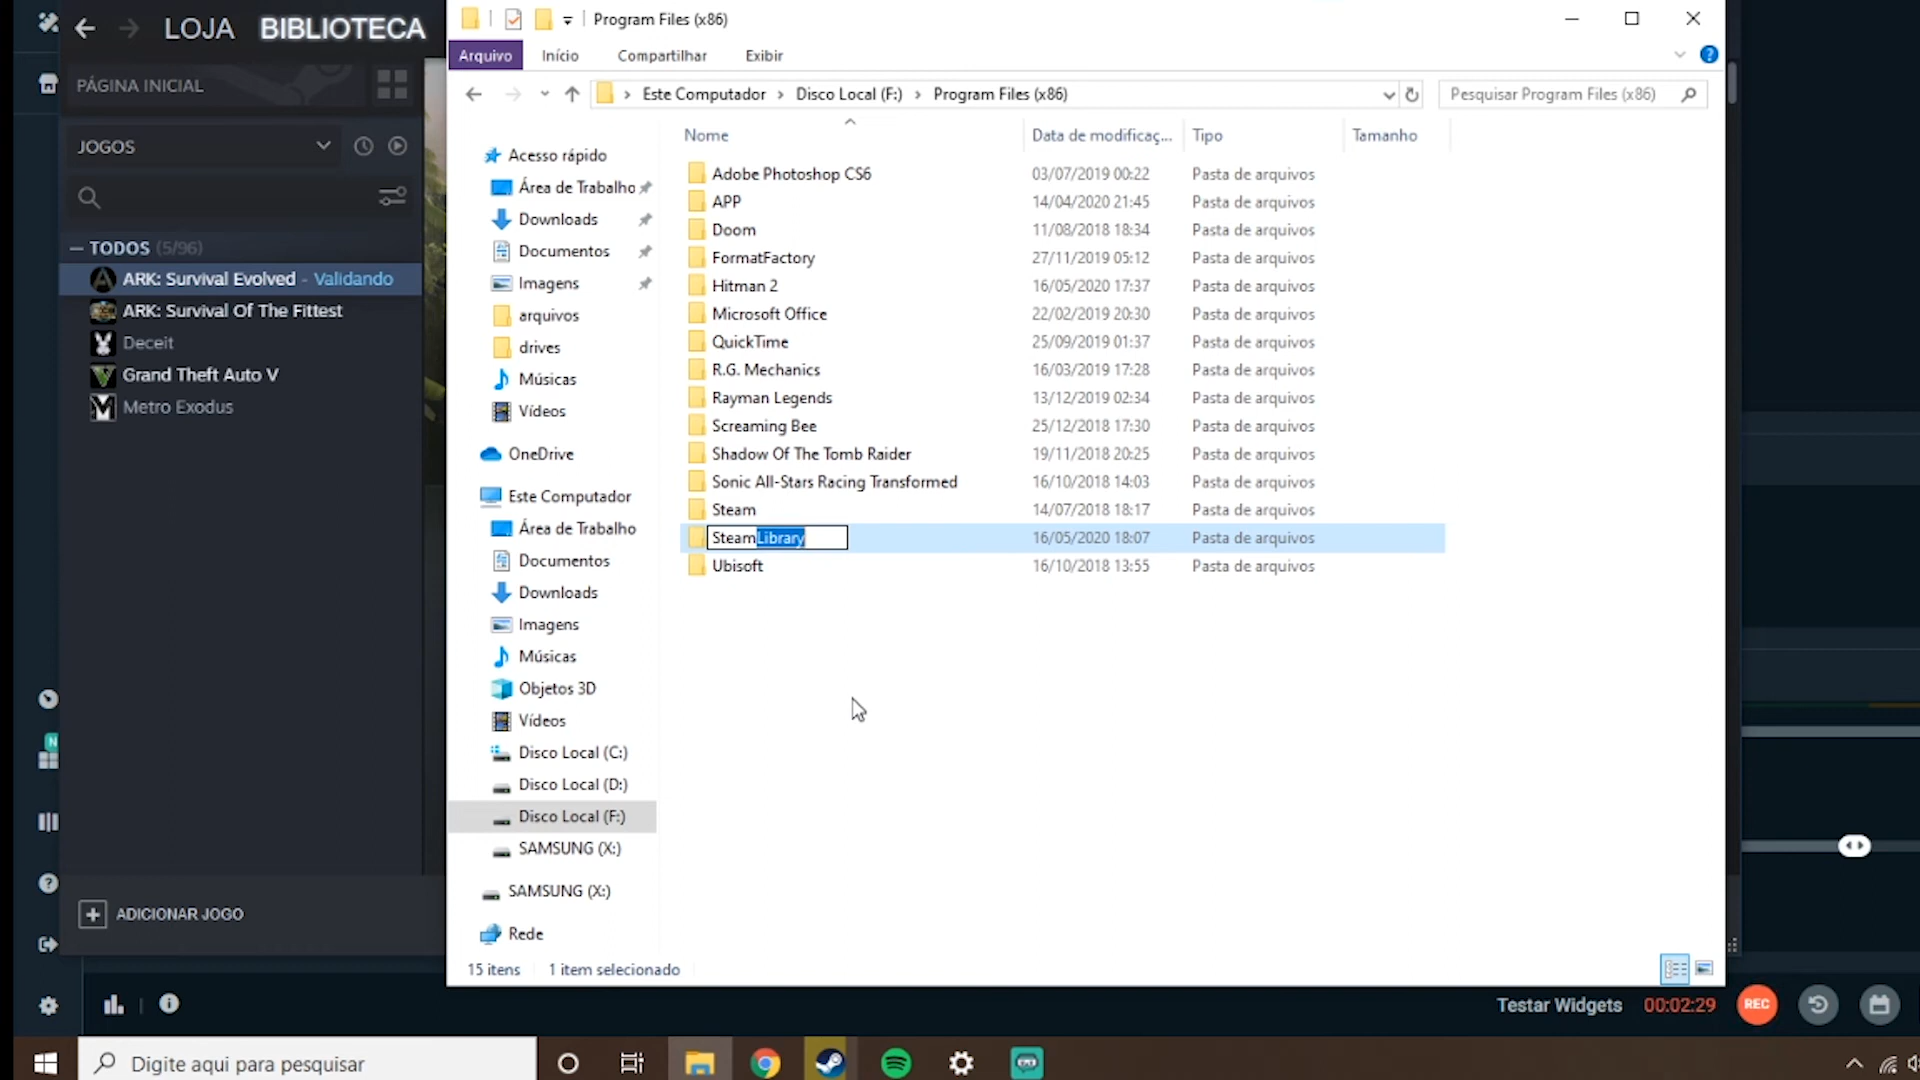 LOJA BIBLIOTECA
PÁGINA INICIAL
JOGOS
TODOS (5/96)
ARK: Survival Evolved - Validando
ARK: Survival Of The Fittest
Deceit
Grand Theft Auto V
Metro Exodus
ADICIONAR JOGO
Program Files (x86)
Arquivo Início Compartilhar Exibir
Este Computador Disco Local (F:) Program Files (x86) Pesquisar Program Files (x86)
Acesso rápido
Área de Trabalho
Downloads
Documentos
Imagens
arquivos
drives
Músicas
Vídeos
OneDrive
Este Computador
Área de Trabalho
Documentos
Downloads
Imagens
Músicas
Objetos 3D
Vídeos
Disco Local (C:)
Disco Local (D:)
Disco Local (F:)
SAMSUNG (X:)
SAMSUNG (X:)
Rede
Nome Data de modificaç... Tipo Tamanho
Adobe Photoshop CS6 03/07/2019 00:22 Pasta de arquivos
APP 14/04/2020 21:45 Pasta de arquivos
Doom 11/08/2018 18:34 Pasta de arquivos
FormatFactory 27/11/2019 05:12 Pasta de arquivos
Hitman 2 16/05/2020 17:37 Pasta de arquivos
Microsoft Office 22/02/2019 20:30 Pasta de arquivos
QuickTime 25/09/2019 01:37 Pasta de arquivos
R.G. Mechanics 16/03/2019 17:28 Pasta de arquivos
Rayman Legends 13/12/2019 02:34 Pasta de arquivos
Screaming Bee 25/12/2018 17:30 Pasta de arquivos
Shadow Of The Tomb Raider 19/11/2018 20:25 Pasta de arquivos
Sonic All-Stars Racing Transformed 16/10/2018 14:03 Pasta de arquivos
Steam 14/07/2018 18:17 Pasta de arquivos
SteamLibrary 16/05/2020 18:07 Pasta de arquivos
Ubisoft 16/10/2018 13:55 Pasta de arquivos
15 itens 1 item selecionado
N
Testar Widgets 00:02:29 REC
Digite aqui para pesquisar